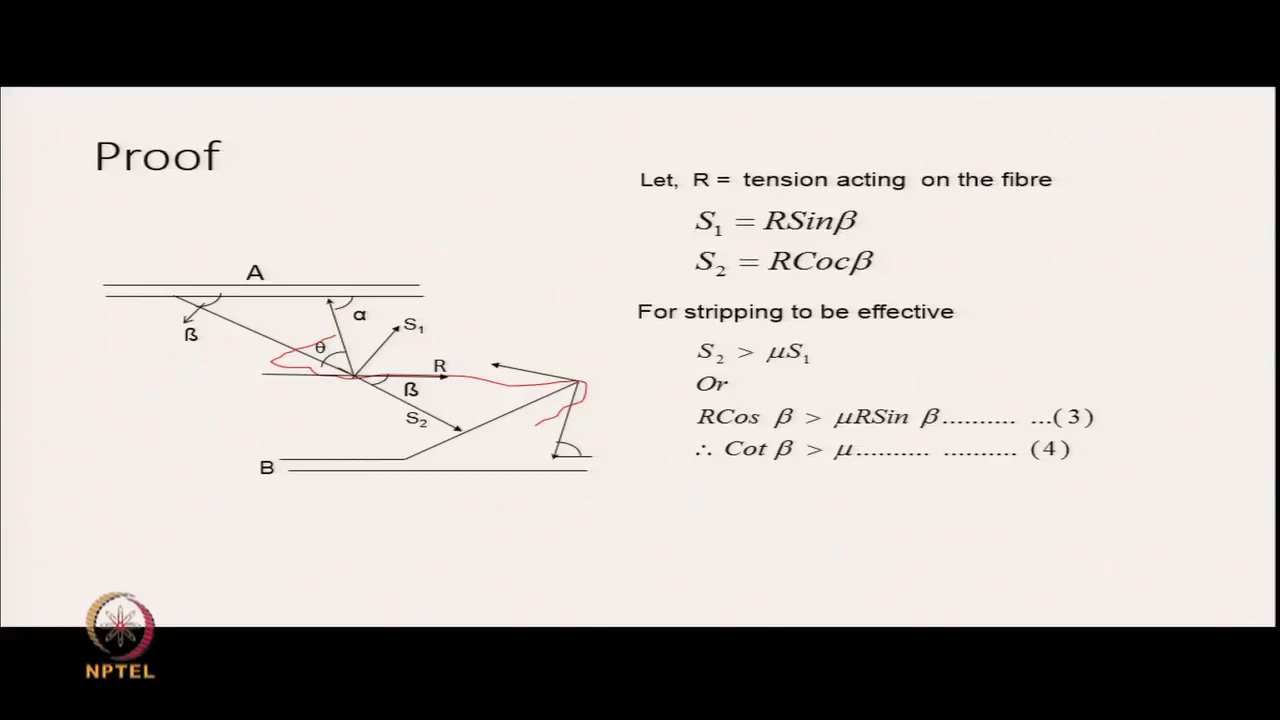 Proof
Let, R = tension acting on the fibre
S₁ = RSinβ
S₂ = RCocβ
For stripping to be effective
S₂ > μS₁
Or
RCos β > μRSin β.......... ...(3)
∴ Cot β > μ.......... .......... (4)
A
ß
α
θ
S₁
R
ß
S₂
B
NPTEL